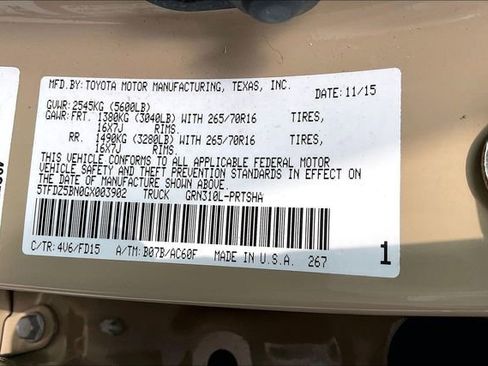 MFD.BY: TOYOTA MOTOR MANUFACTURING, TEXAS, INC.
DATE: 11/15
GVWR: 2545KG (5600LB)
GAWR: FRT. 1380KG (3040LB) WITH 265/70R16 TIRES,
16X7J RIMS.
RR. 1490KG (3280LB) WITH 265/70R16 TIRES,
16X7J RIMS.
THIS VEHICLE CONFORMS TO ALL APPLICABLE FEDERAL MOTOR
VEHICLE SAFETY AND THEFT PREVENTION STANDARDS IN EFFECT ON
THE DATE OF MANUFACTURE SHOWN ABOVE.
5TFDZ5BN0GX003902 TRUCK GRN310L-PRTSHA
C/TR: 4V6/FD15 A/TM: B07B/AC60F MADE IN U.S.A. 267
1